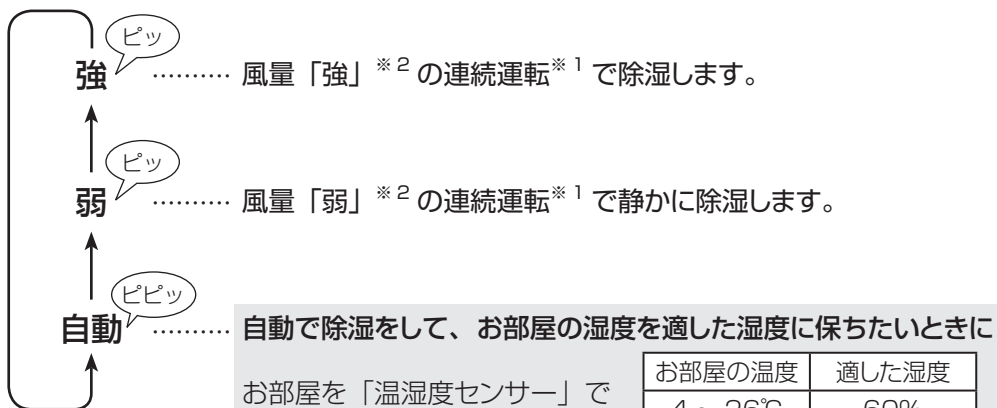 ピッ
強 ………… 風量「強」※2 の連続運転※1 で除湿します。
ピッ
弱 ………… 風量「弱」※2 の連続運転※1 で静かに除湿します。
ピピッ
自動 ………… 自動で除湿をして、お部屋の湿度を適した湿度に保ちたいときに
お部屋の温度 適した湿度
お部屋を「温湿度センサー」で